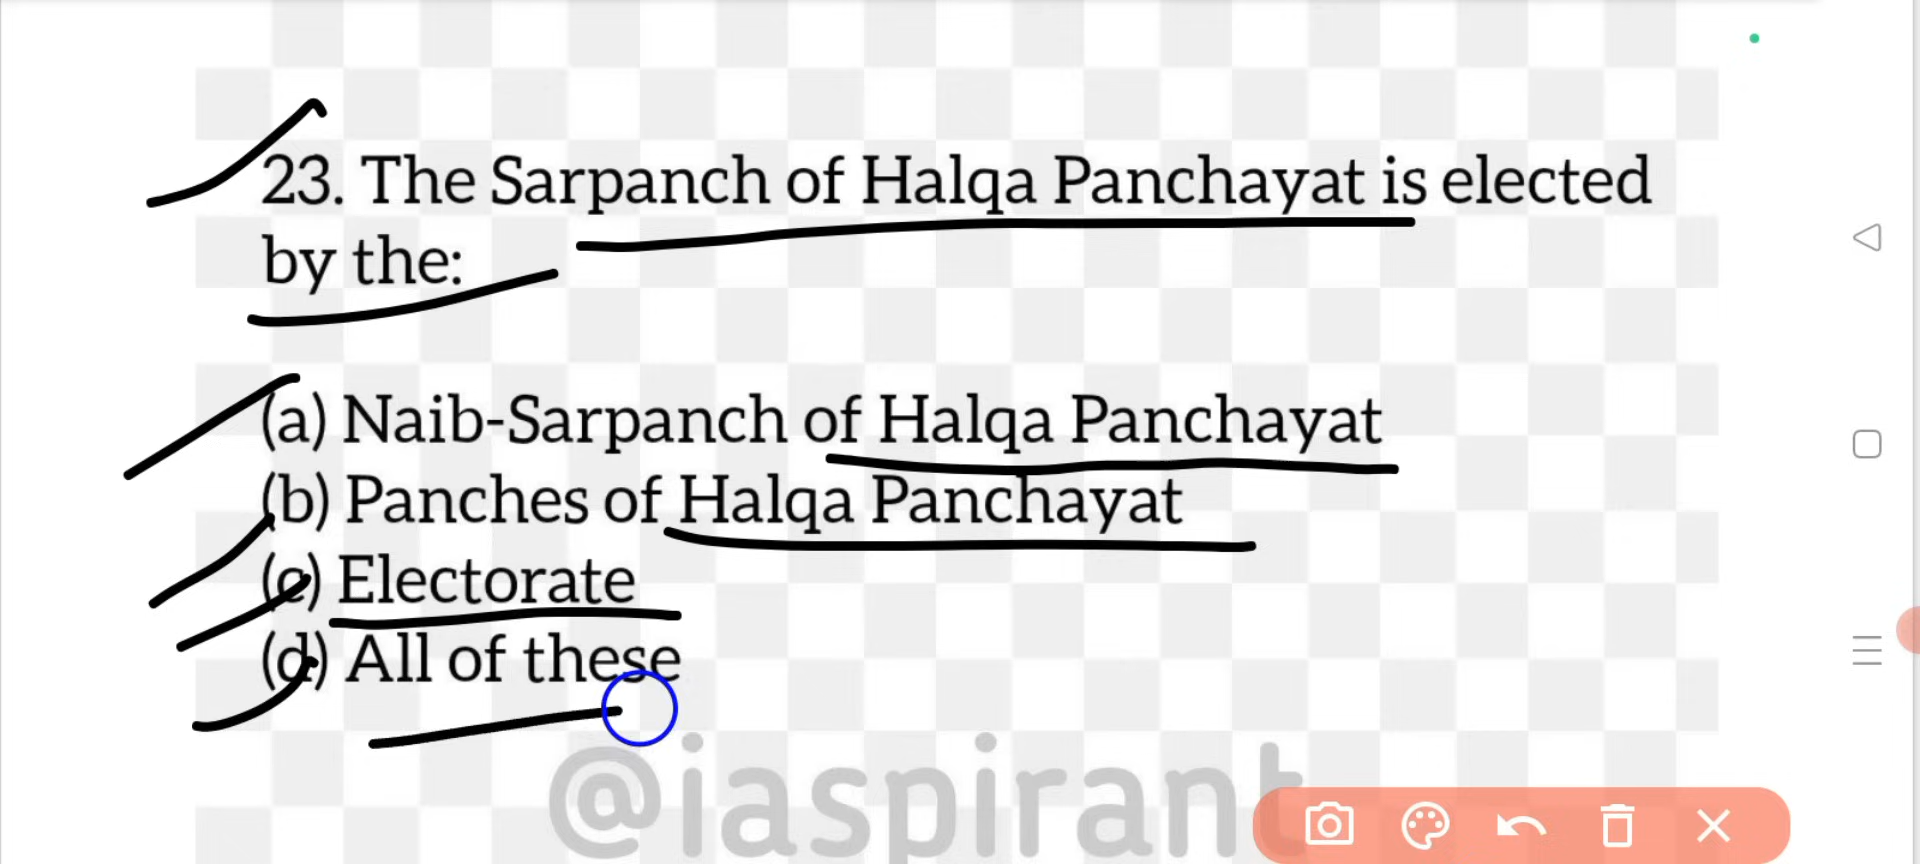 23. The Sarpanch of Halqa Panchayat is elected
by the:
(a) Naib-Sarpanch of Halqa Panchayat
(b) Panches of Halqa Panchayat
(c) Electorate
(d) All of these
@iaspirant